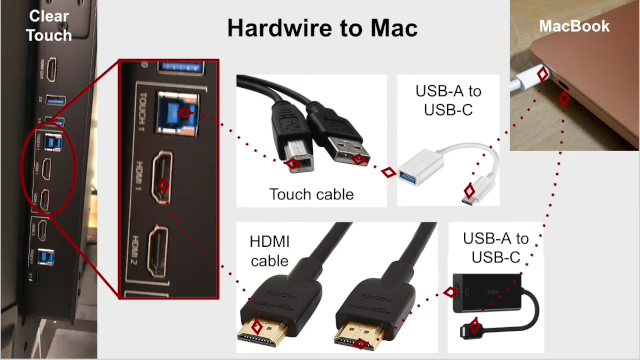 Clear
Touch
Hardwire to Mac
MacBook
TOUCH 1
HDMI 1
HDMI 2
USB-A to
USB-C
Touch cable
HDMI
cable
USB-A to
USB-C